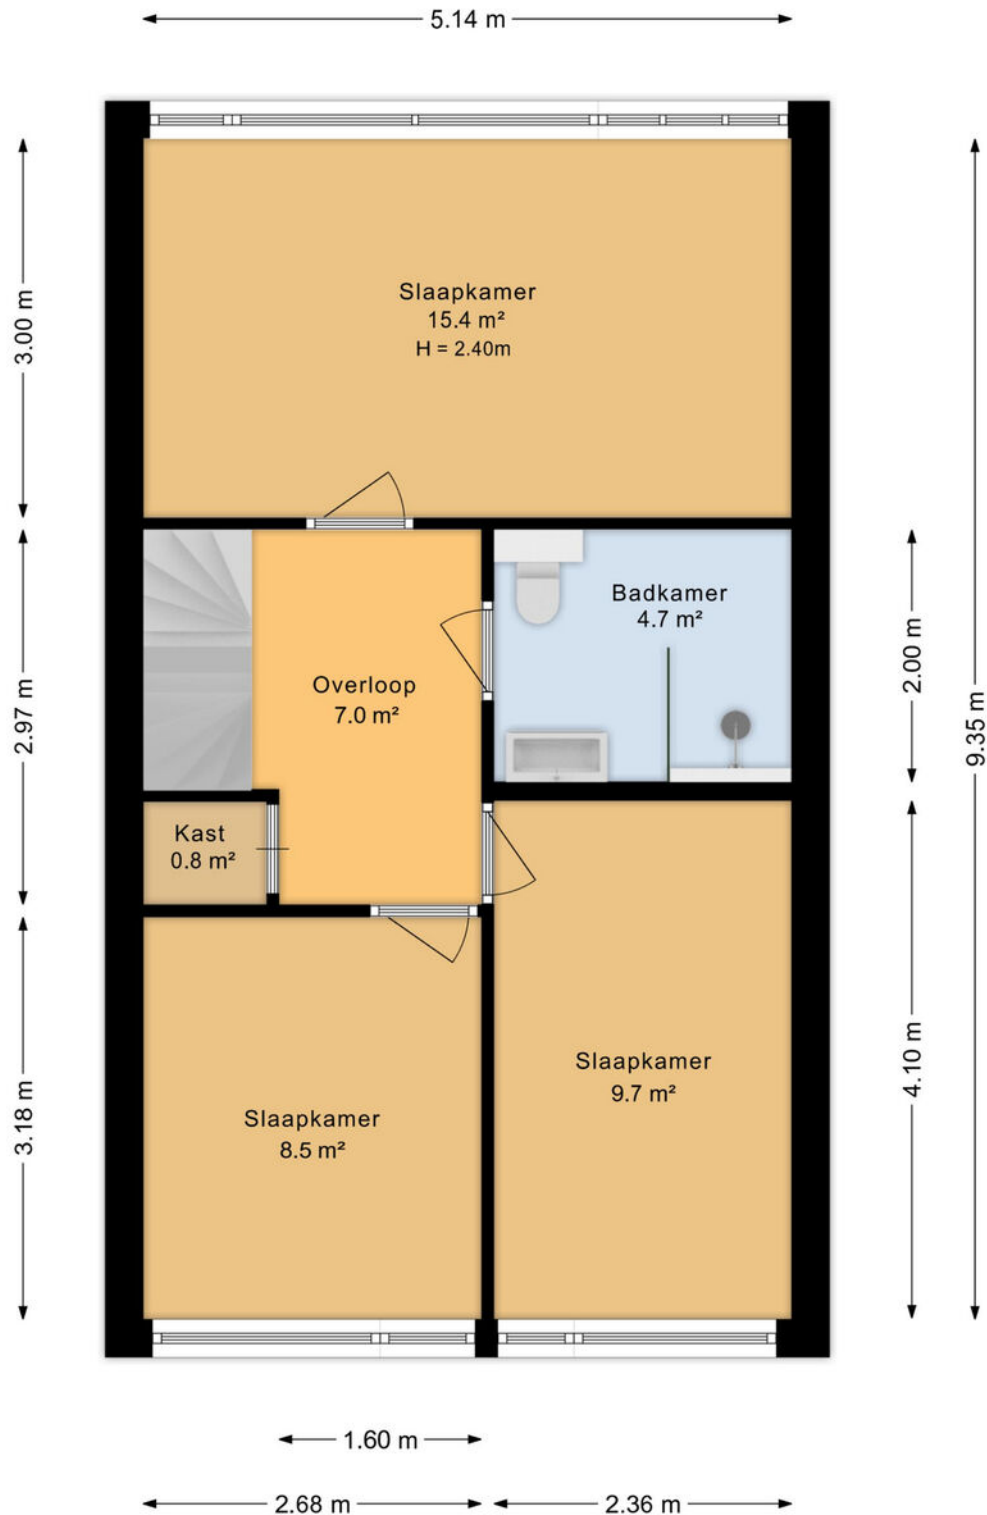 5.14 m
3.00 m
Slaapkamer
15.4 m²
H = 2.40m
2.97 m
Overloop
7.0 m²
Badkamer
4.7 m²
2.00 m
9.35 m
Kast
0.8 m²
3.18 m
Slaapkamer
8.5 m²
Slaapkamer
9.7 m²
4.10 m
1.60 m
2.68 m
2.36 m